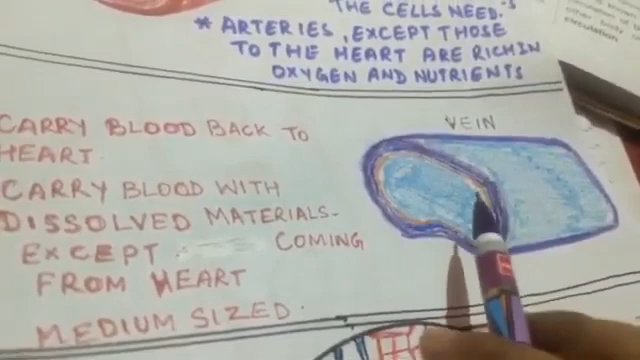 THE CELLS NEED.
* ARTERIES, EXCEPT THOSE
TO THE HEART ARE RICH IN
OXYGEN AND NUTRIENTS
circulation
VEIN
CARRY BLOOD BACK TO
HEART.
CARRY BLOOD WITH
DISSOLVED MATERIALS-
EXCEPT COMING
FROM HEART
MEDIUM SIZED.